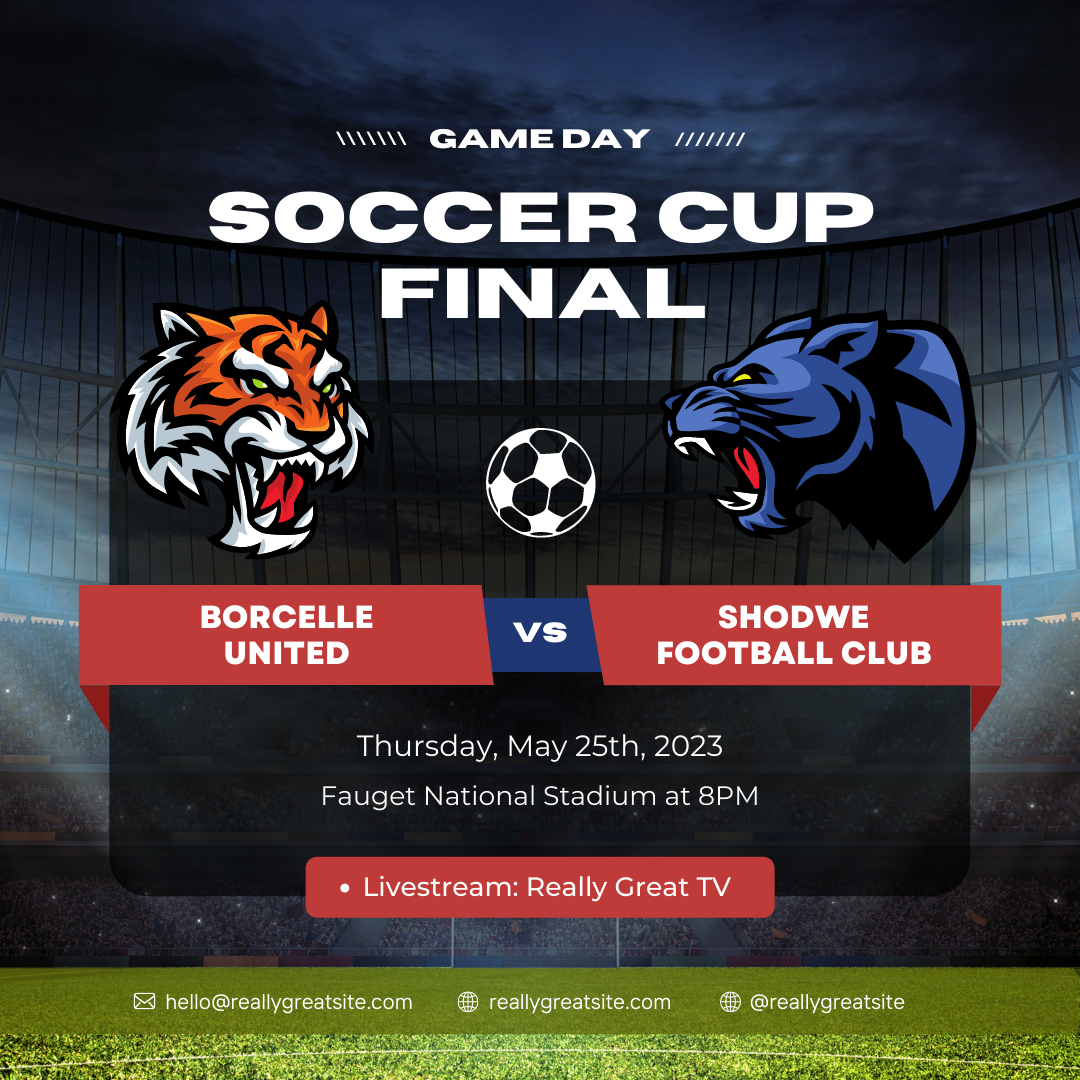 GAME DAY
SOCCER CUP
FINAL
BORCELLE
UNITED
VS
SHODWE
FOOTBALL CLUB
Thursday, May 25th, 2023
Fauget National Stadium at 8PM
• Livestream: Really Great TV
hello@reallygreatsite.com
reallygreatsite.com
@reallygreatsite